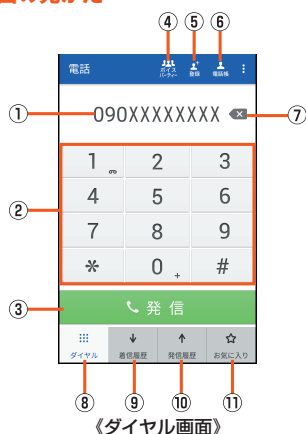 面の見かた
④ ⑤ ⑥
電話 ボイスパーティー 登録 電話帳
① 090XXXXXXXX ⑦
1 2 3
② 4 5 6
7 8 9
* 0 + #
③ 発信
ダイヤル 着信履歴 発信履歴 お気に入り
⑧ ⑨ ⑩ ⑪
《ダイヤル画面》